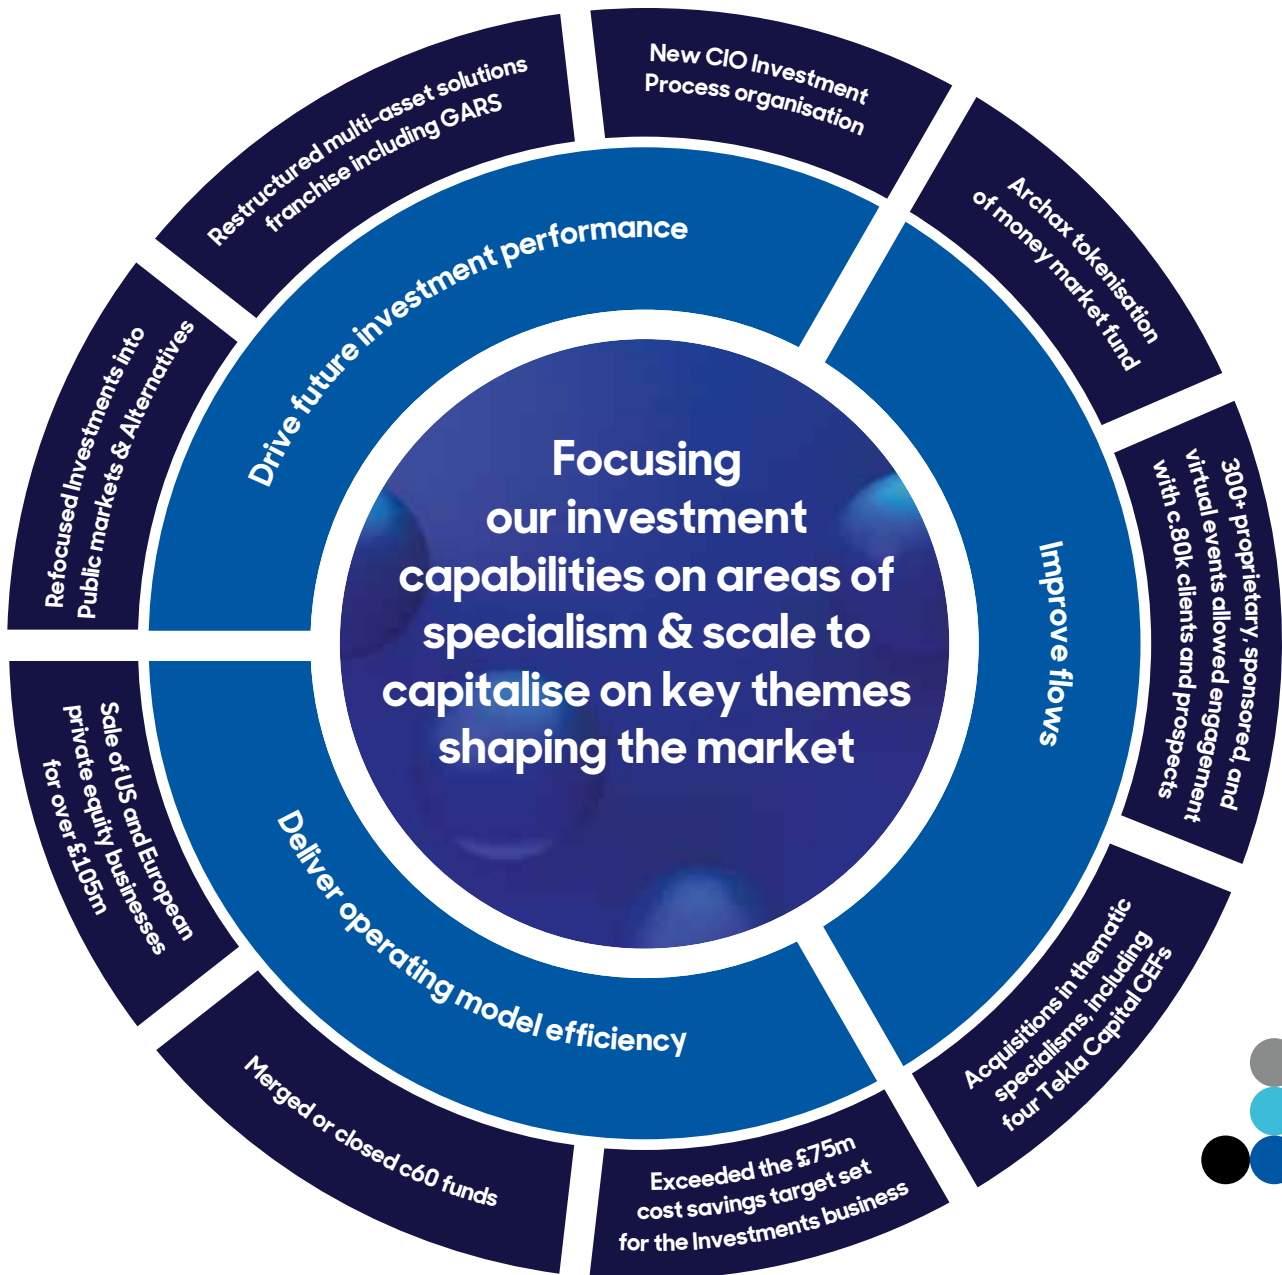 Focusing
our investment
capabilities on areas of
specialism & scale to
capitalise on key themes
shaping the market
Drive future investment performance
Refocused Investments into
Public markets & Alternatives
Restructured multi-asset solutions
franchise including GARS
New CIO Investment
Process organisation
Improve flows
Archax tokenisation
of money market fund
300+ proprietary, sponsored, and
virtual events allowed engagement
with c.80k clients and prospects
Acquisitions in thematic
specialisms, including
four Tekla Capital CEFs
Deliver operating model efficiency
Exceeded the £75m
cost savings target set
for the Investments business
Merged or closed c60 funds
Sale of US and European
private equity businesses
for over £105m